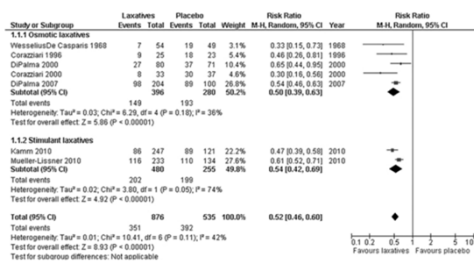 Laxatives Placebo Risk Ratio Risk Ratio
Study or Subgroup Events Total Events Total Weight M-H, Random, 95% CI Year M-H, Random, 95% CI
1.1.1 Osmotic laxatives
WesseliusDe Casparis 1968 7 54 19 49 3.1% 0.33 [0.15, 0.73] 1968
Corazziari 1996 9 25 18 23 5.4% 0.46 [0.26, 0.81] 1996
DiPalma 2000 27 80 37 71 10.4% 0.65 [0.44, 0.95] 2000
Corazziari 2000 8 33 30 37 4.4% 0.30 [0.16, 0.56] 2000
DiPalma 2007 98 204 89 100 0.54 [0.46, 0.63] 2007
Subtotal (95% CI) 396 280 50.2% 0.50 [0.39, 0.63]
Total events 149 193
Heterogeneity: Tau² = 0.03; Chi² = 6.29, df = 4 (P = 0.18); I² = 36%
Test for overall effect: Z = 5.86 (P < 0.00001)
1.1.2 Stimulant laxatives
Kamm 2010 86 247 89 121 0.47 [0.39, 0.58] 2010
Mueller-Lissner 2010 116 233 110 134 27.6% 0.61 [0.52, 0.71] 2010
Subtotal (95% CI) 480 255 0.54 [0.42, 0.69]
Total events 202 199
Heterogeneity: Tau² = 0.02; Chi² = 3.80, df = 1 (P = 0.05); I² = 74%
Test for overall effect: Z = 4.92 (P < 0.00001)
Total (95% CI) 876 535 100.0% 0.52 [0.46, 0.60]
Total events 351 392
Heterogeneity: Tau² = 0.01; Chi² = 10.41, df = 6 (P = 0.11); I² = 42%
Test for overall effect: Z = 8.93 (P < 0.00001)
Test for subgroup differences: Not applicable
0.1 0.2 0.5 1 2 5 10
Favours laxatives Favours placebo